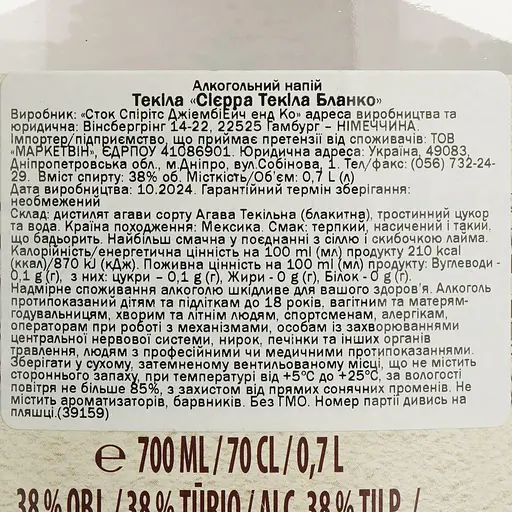 Алкогольний напій
Текіла «Сієрра Текіла Бланко»
Виробник: «Сток Спірітс ДжіембіЕйч енд Ко» адреса виробництва та
юридична: Вінсбергрінг 14-22, 22525 Гамбург – НІМЕЧЧИНА.
Імпортер/підприємство, що приймає претензії від споживачів: ТОВ
«МАРКЕТВІН», ЄДРПОУ 41086901. Юридична адреса: Україна, 49083,
Дніпропетровська обл., м.Дніпро, вул.Собінова, 1. Тел/факс: (056) 732-24-
29. Вміст спирту: 38% об. Місткість/Об'єм: 0,7 L (л)
Дата виробництва: 10.2024. Гарантійний термін зберігання:
необмежений
Склад: дистилят агави сорту Агава Текільна (блакитна), тростинний цукор
та вода. Країна походження: Мексика. Смак: терпкий, насичений і такий,
що бадьорить. Найбільш смачна у поєднанні з сіллю і скибочкою лайма.
Калорійність/енергетична цінність на 100 ml (мл) продукту 210 kcal
(ккал)/870 kJ (кДж). Поживна цінність на 100 ml (мл) продукту: Вуглеводи -
0,1 g (г), з них: цукри – 0,1 g (г), Жири - 0 g (г), Білок - 0 g (г).
Надмірне споживання алкоголю шкідливе для вашого здоров'я. Алкоголь
протипоказаний дітям та підліткам до 18 років, вагітним та матерям-
годувальницям, хворим та літнім людям, спортсменам, алергікам,
операторам при роботі з механізмами, особам із захворюваннями
центральної нервової системи, нирок, печінки та інших органів
травлення, людям з професійними чи медичними протипоказаннями.
Зберігати у сухому, затемненому вентильованому місці, що не містить
стороннього запаху, при температурі від +5°С до +25°С, за вологості
повітря не більше 85%, з захистом від прямих сонячних променів. Не
містить ароматизаторів, барвників. Без ГМО. Номер партії дивись на
пляшці.(39159)
℮ 700 ML / 70 CL / 0,7 L
38 % OBJ. / 38 % TŪRIO / ALC. 38 % TILP. /